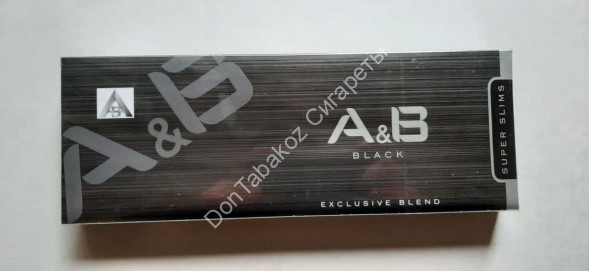 A&B
A&B
BLACK
EXCLUSIVE BLEND
SUPER SLIMS
DonTabakoz Сигареты